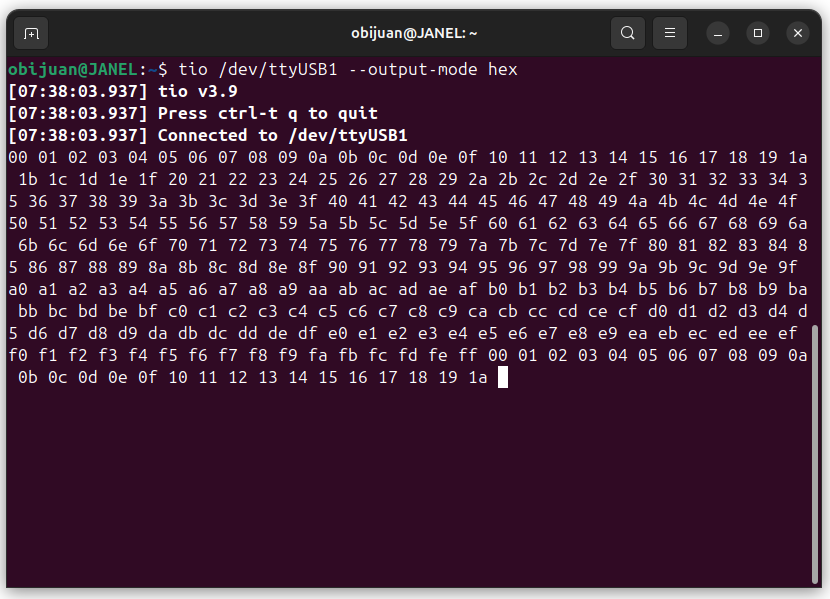 obijuan@JANEL: ~
obijuan@JANEL:~$ tio /dev/ttyUSB1 --output-mode hex
[07:38:03.937] tio v3.9
[07:38:03.937] Press ctrl-t q to quit
[07:38:03.937] Connected to /dev/ttyUSB1
00 01 02 03 04 05 06 07 08 09 0a 0b 0c 0d 0e 0f 10 11 12 13 14 15 16 17 18 19 1a
 1b 1c 1d 1e 1f 20 21 22 23 24 25 26 27 28 29 2a 2b 2c 2d 2e 2f 30 31 32 33 34 3
5 36 37 38 39 3a 3b 3c 3d 3e 3f 40 41 42 43 44 45 46 47 48 49 4a 4b 4c 4d 4e 4f
50 51 52 53 54 55 56 57 58 59 5a 5b 5c 5d 5e 5f 60 61 62 63 64 65 66 67 68 69 6a
 6b 6c 6d 6e 6f 70 71 72 73 74 75 76 77 78 79 7a 7b 7c 7d 7e 7f 80 81 82 83 84 8
5 86 87 88 89 8a 8b 8c 8d 8e 8f 90 91 92 93 94 95 96 97 98 99 9a 9b 9c 9d 9e 9f
a0 a1 a2 a3 a4 a5 a6 a7 a8 a9 aa ab ac ad ae af b0 b1 b2 b3 b4 b5 b6 b7 b8 b9 ba
 bb bc bd be bf c0 c1 c2 c3 c4 c5 c6 c7 c8 c9 ca cb cc cd ce cf d0 d1 d2 d3 d4 d
5 d6 d7 d8 d9 da db dc dd de df e0 e1 e2 e3 e4 e5 e6 e7 e8 e9 ea eb ec ed ee ef
f0 f1 f2 f3 f4 f5 f6 f7 f8 f9 fa fb fc fd fe ff 00 01 02 03 04 05 06 07 08 09 0a
 0b 0c 0d 0e 0f 10 11 12 13 14 15 16 17 18 19 1a